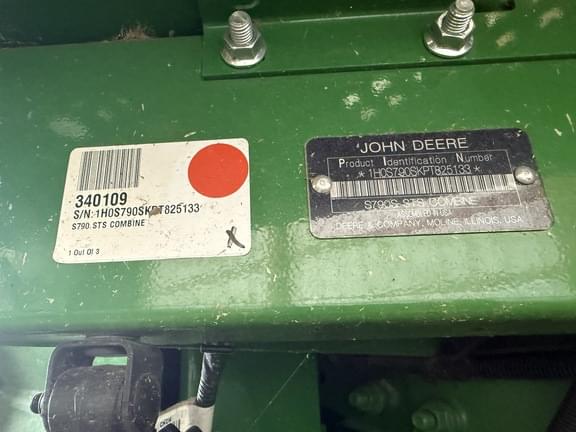 340109
S/N:1H0S790SKPT825133
S790 STS COMBINE
1 Out Of 3
JOHN DEERE
Product Identification Number
*1H0S790SKPT825133*
S790S STS COMBINE
DEERE & COMPANY, MOLINE, ILLINOIS, USA